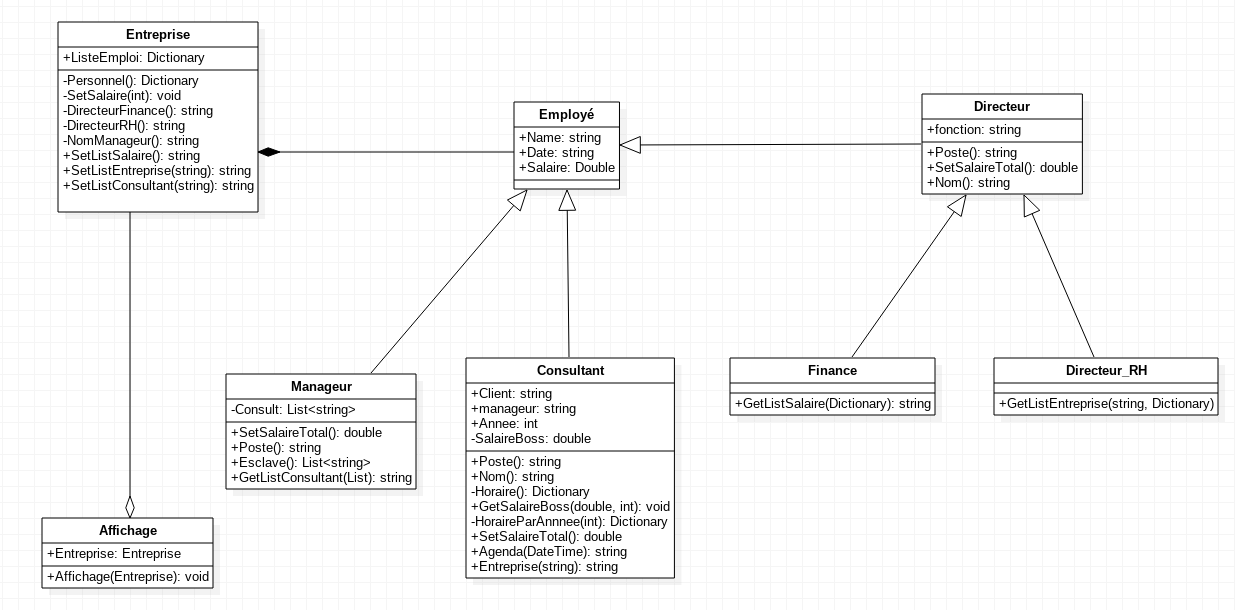 Entreprise
+ListeEmploi: Dictionary
-Personnel(): Dictionary
-SetSalaire(int): void
-DirecteurFinance(): string
-DirecteurRH(): string
-NomManageur(): string
+SetListSalaire(): string
+SetListEntreprise(string): string
+SetListConsultant(string): string
Employé
+Name: string
+Date: string
+Salaire: Double
Directeur
+fonction: string
+Poste(): string
+SetSalaireTotal(): double
+Nom(): string
Manageur
-Consult: List<string>
+SetSalaireTotal(): double
+Poste(): string
+Esclave(): List<string>
+GetListConsultant(List): string
Consultant
+Client: string
+manageur: string
+Annee: int
-SalaireBoss: double
+Poste(): string
+Nom(): string
-Horaire(): Dictionary
+GetSalaireBoss(double, int): void
-HoraireParAnnnee(int): Dictionary
+SetSalaireTotal(): double
+Agenda(DateTime): string
+Entreprise(string): string
Finance
+GetListSalaire(Dictionary): string
Directeur_RH
+GetListEntreprise(string, Dictionary)
Affichage
+Entreprise: Entreprise
+Affichage(Entreprise): void